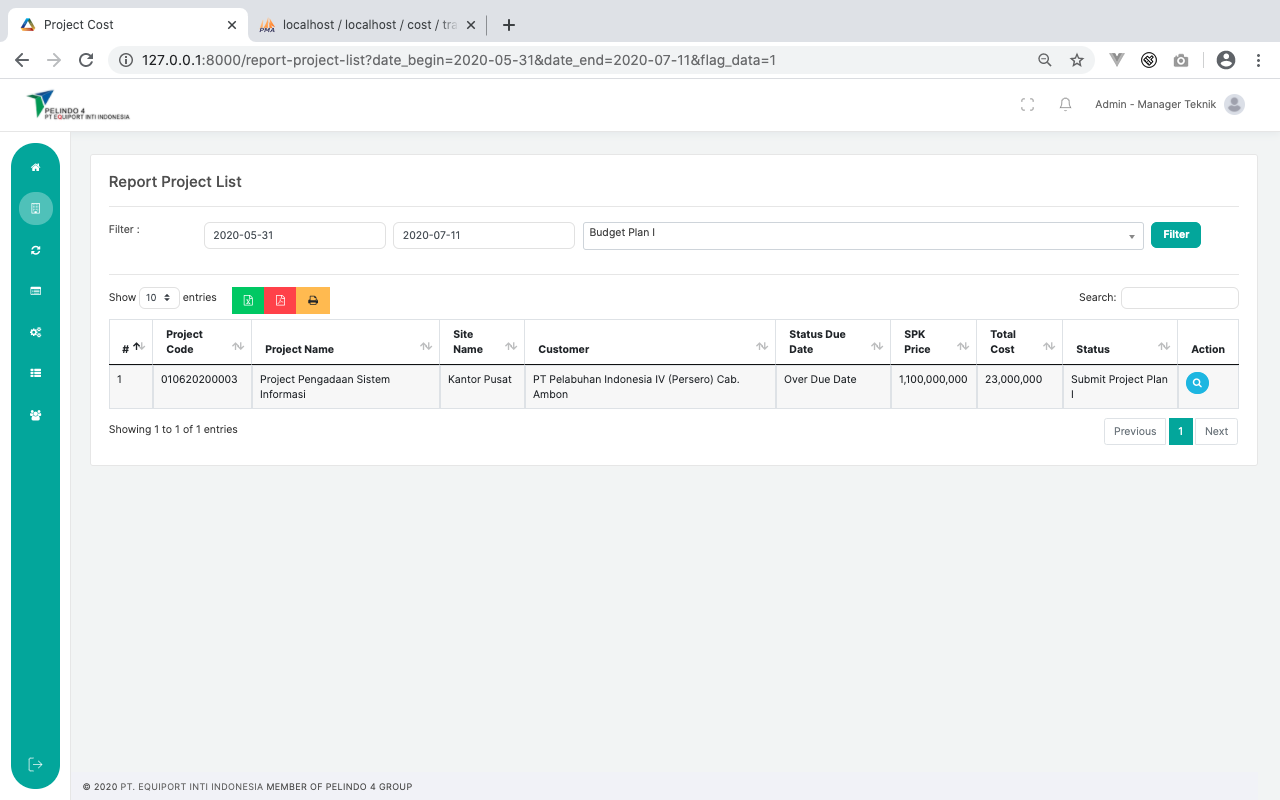 Project Cost
localhost / localhost / cost / tra
127.0.0.1:8000/report-project-list?date_begin=2020-05-31&date_end=2020-07-11&flag_data=1
PELINDO 4
PT EQUIPORT INTI INDONESIA
Admin - Manager Teknik
Report Project List
Filter :
2020-05-31
2020-07-11
Budget Plan I
Filter
Show 10 entries
Search:
# Project Code Project Name Site Name Customer Status Due Date SPK Price Total Cost Status Action
1 010620200003 Project Pengadaan Sistem Informasi Kantor Pusat PT Pelabuhan Indonesia IV (Persero) Cab. Ambon Over Due Date 1,100,000,000 23,000,000 Submit Project Plan I
Showing 1 to 1 of 1 entries
Previous 1 Next
© 2020 PT. EQUIPORT INTI INDONESIA MEMBER OF PELINDO 4 GROUP